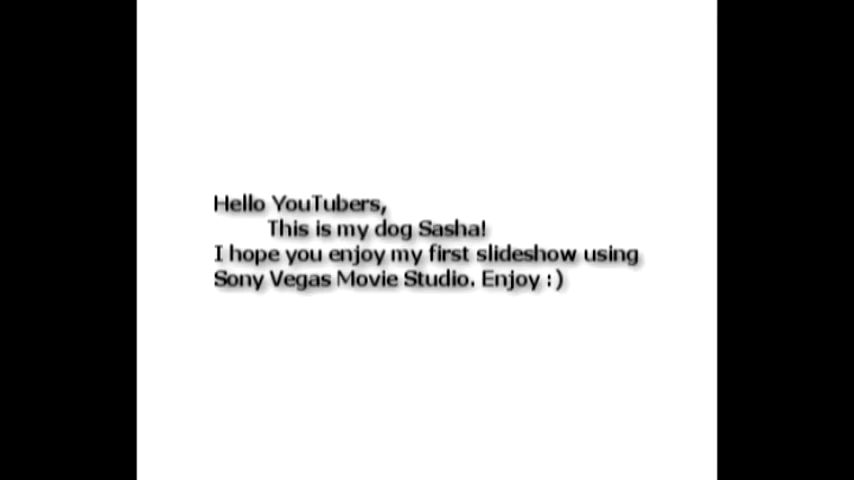 Hello YouTubers,
This is my dog Sasha!
I hope you enjoy my first slideshow using
Sony Vegas Movie Studio. Enjoy :)